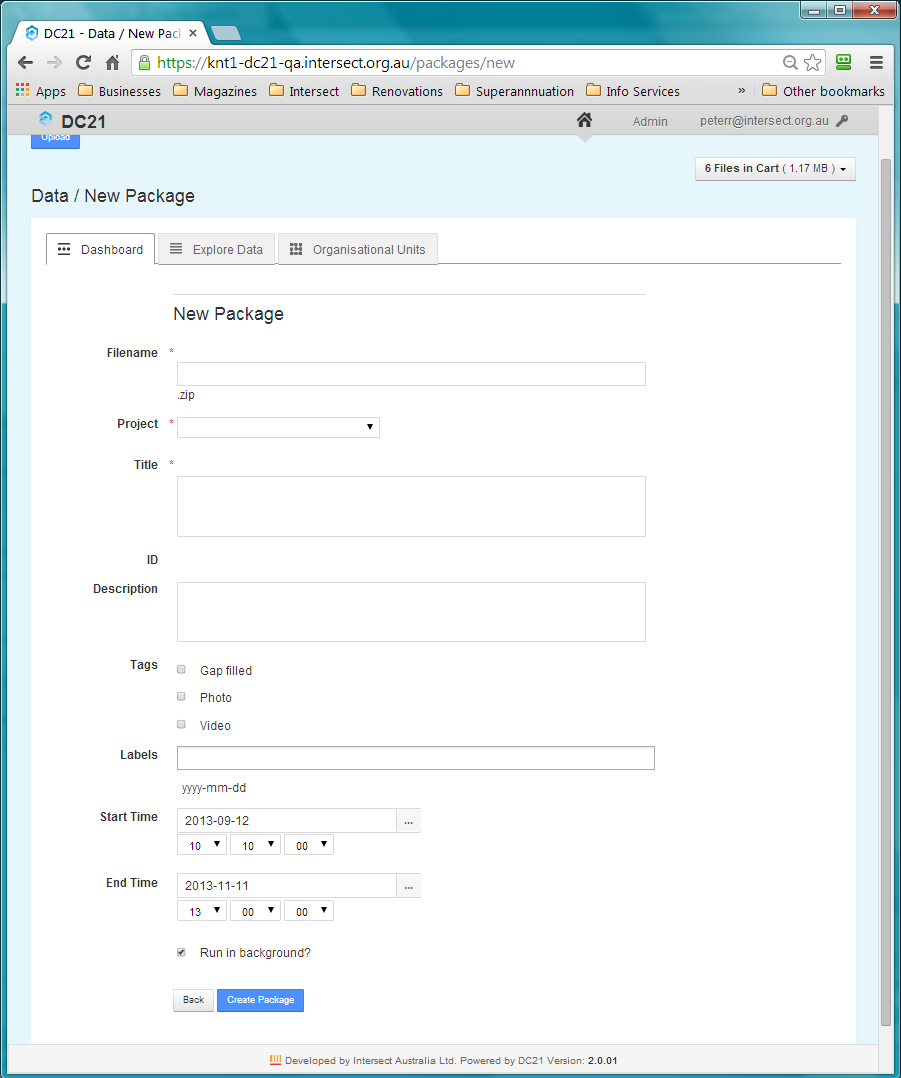 DC21 - Data / New Pack
https://knt1-dc21-qa.intersect.org.au/packages/new
Apps Businesses Magazines Intersect Renovations Superannnuation Info Services » Other bookmarks
DC21 Admin peterr@intersect.org.au
Upload
6 Files in Cart ( 1.17 MB )
Data / New Package
Dashboard Explore Data Organisational Units
New Package
Filename *
.zip
Project *
Title *
ID
Description
Tags Gap filled
Photo
Video
Labels
yyyy-mm-dd
Start Time 2013-09-12 ...
10 10 00
End Time 2013-11-11 ...
13 00 00
Run in background?
Back Create Package
Developed by Intersect Australia Ltd. Powered by DC21 Version: 2.0.01